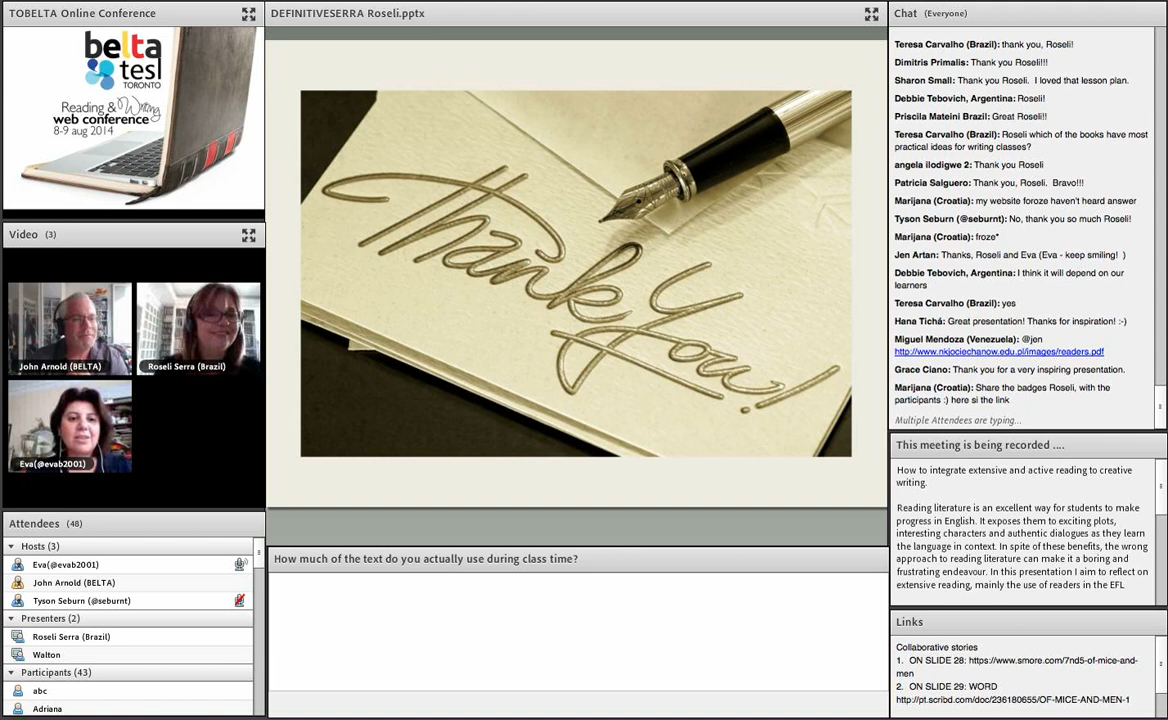 TOBELTA Online Conference
belta
tesl
TORONTO
Reading & Writing
web conference
8-9 aug 2014
Video (3)
John Arnold (BELTA)
Roseli Serra (Brazil)
Eva(@evab2001)
Attendees (48)
Hosts (3)
Eva(@evab2001)
John Arnold (BELTA)
Tyson Seburn (@seburnt)
Presenters (2)
Roseli Serra (Brazil)
Walton
Participants (43)
abc
Adriana
DEFINITIVESERRA Roseli.pptx
Thank
You!
How much of the text do you actually use during class time?
Chat (Everyone)
Teresa Carvalho (Brazil): thank you, Roseli!
Dimitris Primalis: Thank you Roseli!!!
Sharon Small: Thank you Roseli. I loved that lesson plan.
Debbie Tebovich, Argentina: Roseli!
Priscila Mateini Brazil: Great Roseli!!
Teresa Carvalho (Brazil): Roseli which of the books have most
practical ideas for writing classes?
angela ilodigwe 2: Thank you Roseli
Patricia Salguero: Thank you, Roseli. Bravo!!!
Marijana (Croatia): my website foroze haven't heard answer
Tyson Seburn (@seburnt): No, thank you so much Roseli!
Marijana (Croatia): froze*
Jen Artan: Thanks, Roseli and Eva (Eva - keep smiling! )
Debbie Tebovich, Argentina: I think it will depend on our
learners
Teresa Carvalho (Brazil): yes
Hana Tichá: Great presentation! Thanks for inspiration! :-)
Miguel Mendoza (Venezuela): @jen
http://www.nkjociechanow.edu.pl/images/readers.pdf
Grace Ciano: Thank you for a very inspiring presentation.
Marijana (Croatia): Share the badges Roseli, with the
participants :) here si the link
Multiple Attendees are typing...
This meeting is being recorded ....
How to integrate extensive and active reading to creative
writing.
Reading literature is an excellent way for students to make
progress in English. It exposes them to exciting plots,
interesting characters and authentic dialogues as they learn
the language in context. In spite of these benefits, the wrong
approach to reading literature can make it a boring and
frustrating endeavour. In this presentation I aim to reflect on
extensive reading, mainly the use of readers in the EFL
Links
Collaborative stories
1. ON SLIDE 28: https://www.smore.com/7nd5-of-mice-and-
men
2. ON SLIDE 29: WORD
http://pt.scribd.com/doc/236180655/OF-MICE-AND-MEN-1